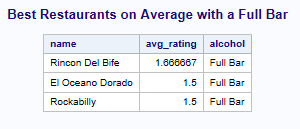 Best Restaurants on Average with a Full Bar
name avg_rating alcohol
Rincon Del Bife 1.666667 Full Bar
El Oceano Dorado 1.5 Full Bar
Rockabilly 1.5 Full Bar